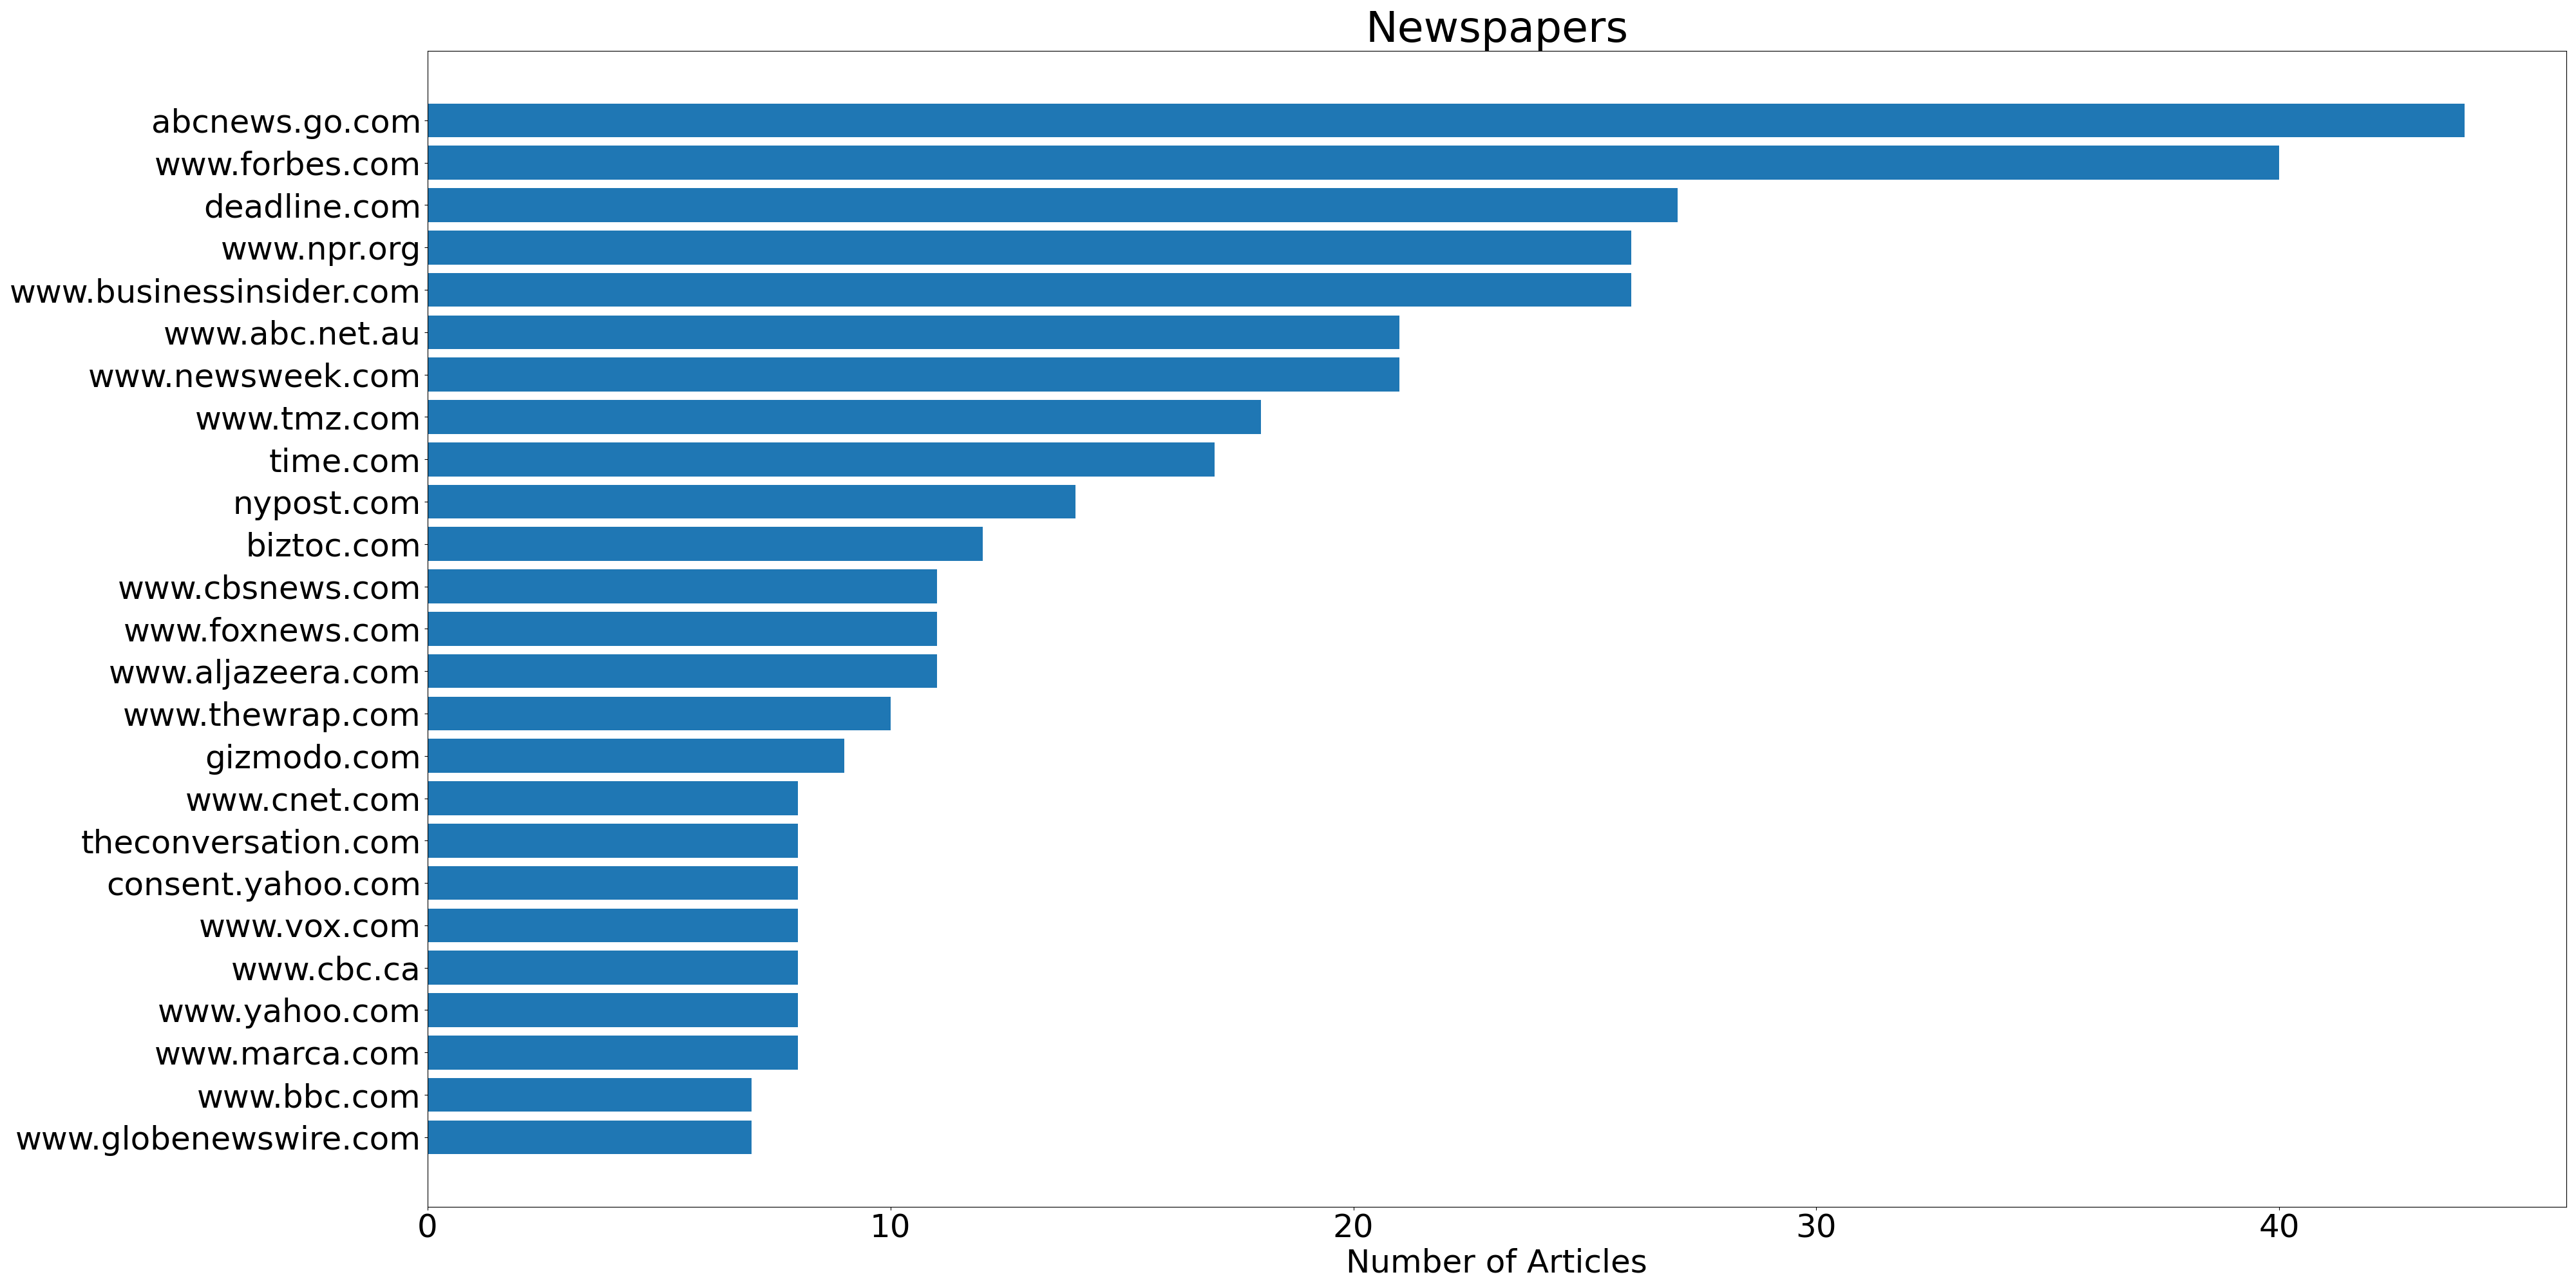 Newspapers
abcnews.go.com
www.forbes.com
deadline.com
www.npr.org
www.businessinsider.com
www.abc.net.au
www.newsweek.com
www.tmz.com
time.com
nypost.com
biztoc.com
www.cbsnews.com
www.foxnews.com
www.aljazeera.com
www.thewrap.com
gizmodo.com
www.cnet.com
theconversation.com
consent.yahoo.com
www.vox.com
www.cbc.ca
www.yahoo.com
www.marca.com
www.bbc.com
www.globenewswire.com
0 10 20 30 40
Number of Articles